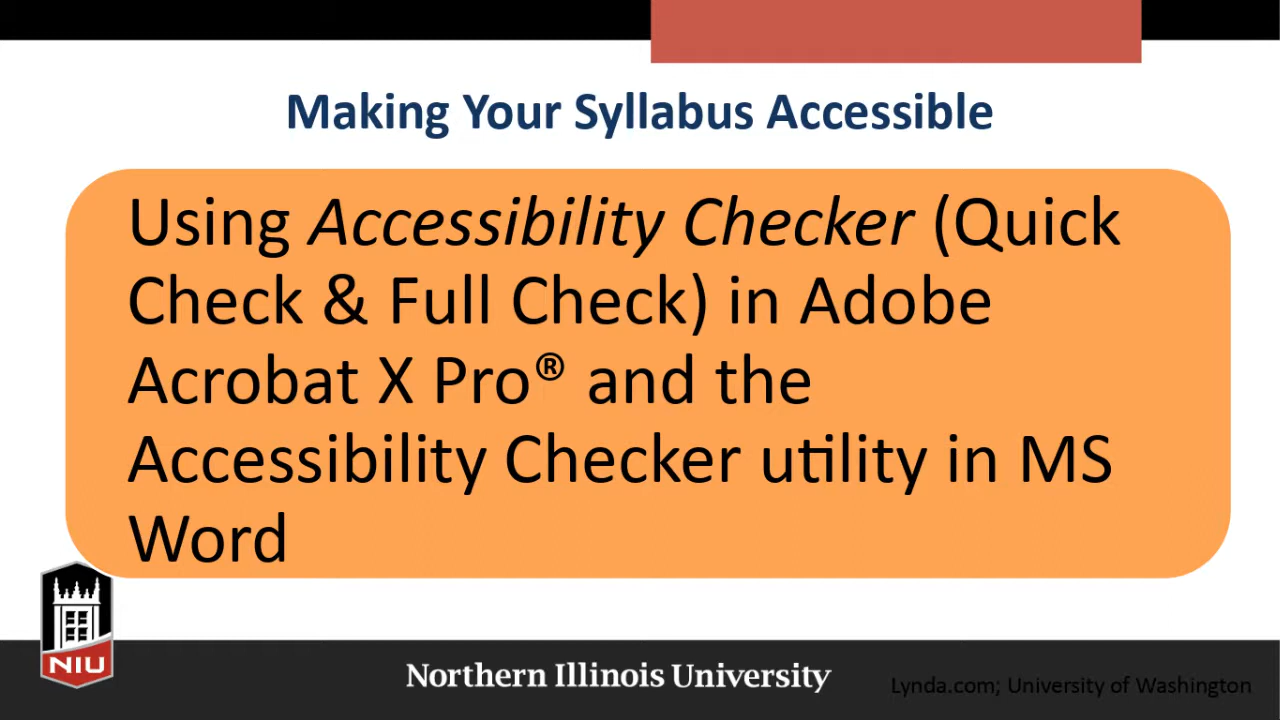 Making Your Syllabus Accessible
Using Accessibility Checker (Quick
Check & Full Check) in Adobe
Acrobat X Pro® and the
Accessibility Checker utility in MS
Word
NIU
Northern Illinois University
Lynda.com; University of Washington